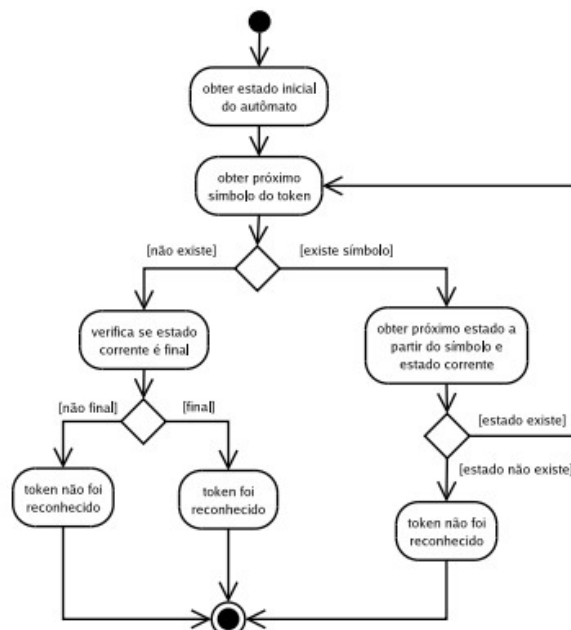 obter estado inicial
do autômato
obter próximo
símbolo do token
[não existe]
[existe símbolo]
verifica se estado
corrente é final
obter próximo estado a
partir do símbolo e
estado corrente
[não final]
[final]
[estado existe]
[estado não existe]
token não foi
reconhecido
token foi
reconhecido
token não foi
reconhecido